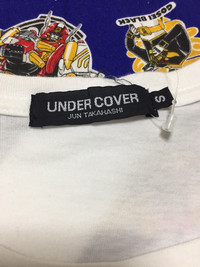 GOSEI BLACK
UNDER COVER
JUN TAKAHASHI
S